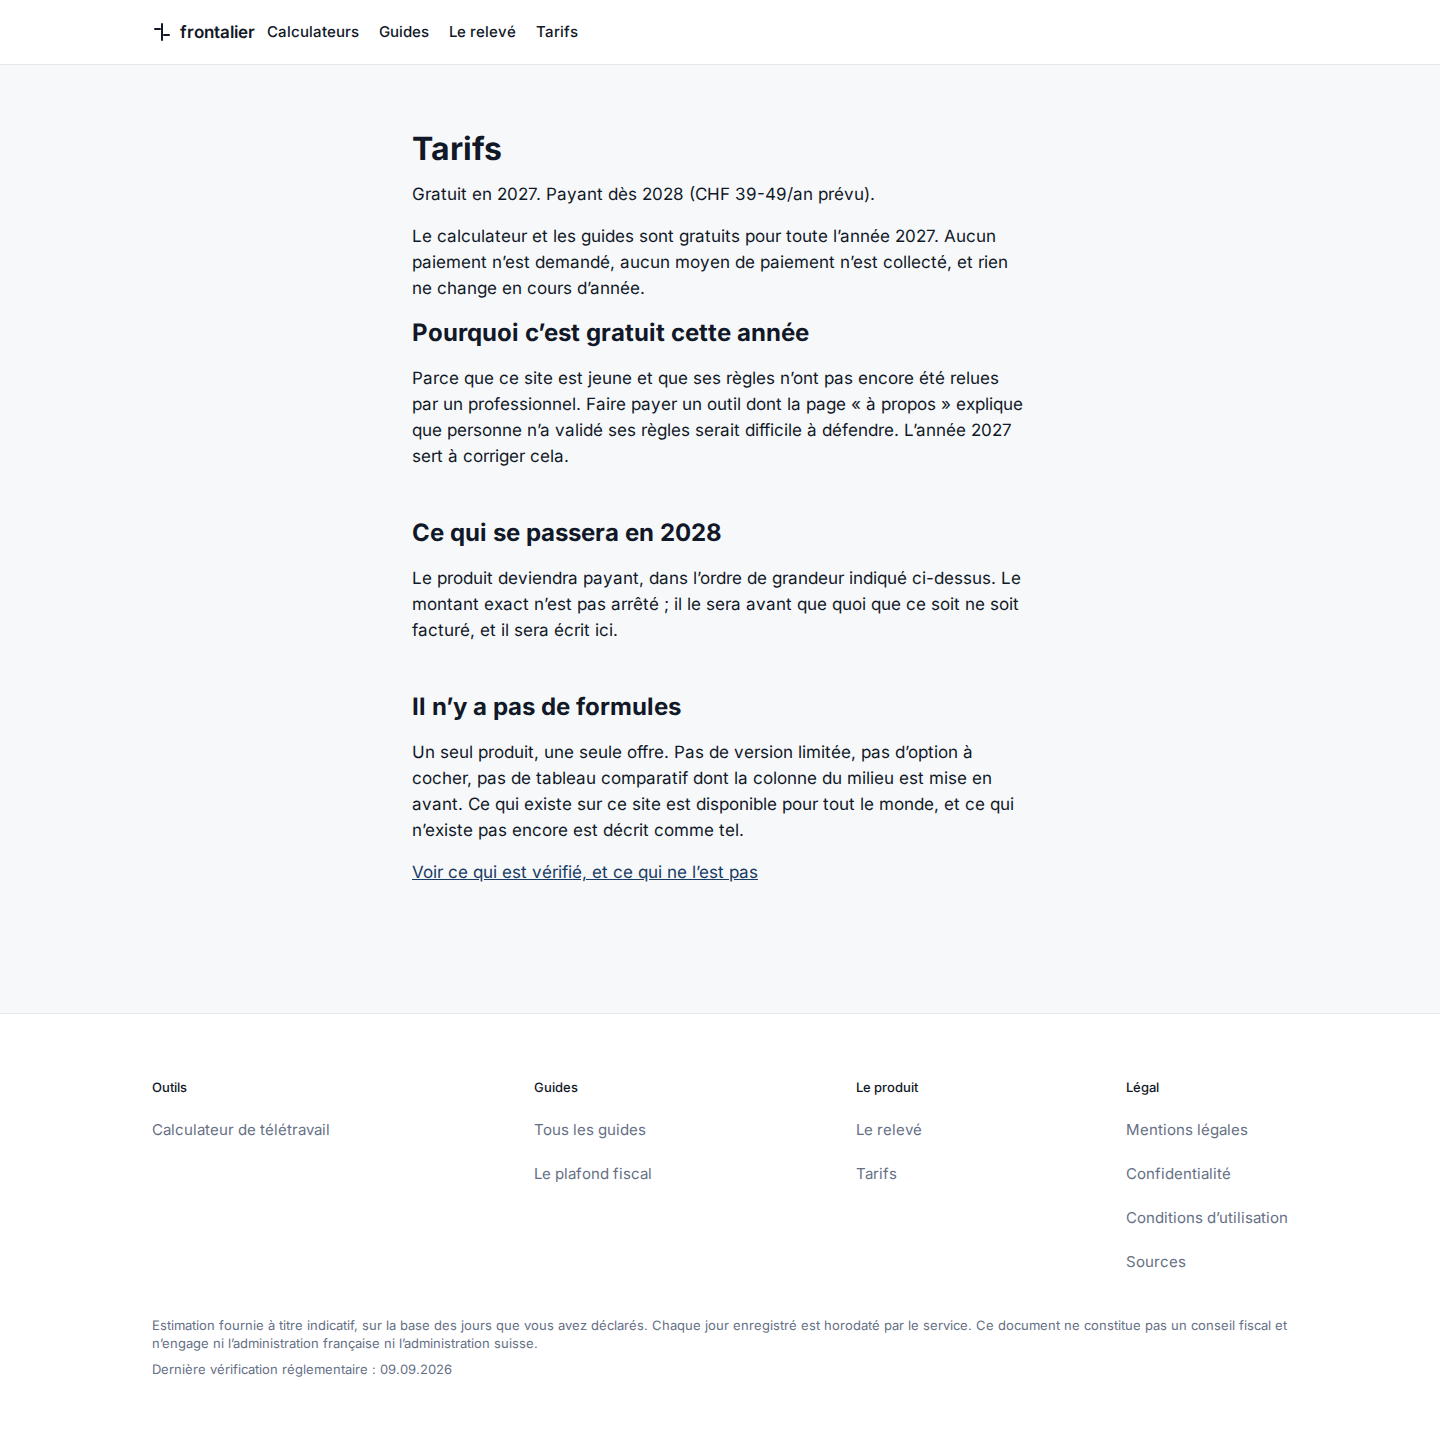 frontalier Calculateurs Guides Le relevé Tarifs
Tarifs
Gratuit en 2027. Payant dès 2028 (CHF 39-49/an prévu).
Le calculateur et les guides sont gratuits pour toute l’année 2027. Aucun
paiement n’est demandé, aucun moyen de paiement n’est collecté, et rien
ne change en cours d’année.
Pourquoi c’est gratuit cette année
Parce que ce site est jeune et que ses règles n’ont pas encore été relues
par un professionnel. Faire payer un outil dont la page « à propos » explique
que personne n’a validé ses règles serait difficile à défendre. L’année 2027
sert à corriger cela.
Ce qui se passera en 2028
Le produit deviendra payant, dans l’ordre de grandeur indiqué ci-dessus. Le
montant exact n’est pas arrêté ; il le sera avant que quoi que ce soit ne soit
facturé, et il sera écrit ici.
Il n’y a pas de formules
Un seul produit, une seule offre. Pas de version limitée, pas d’option à
cocher, pas de tableau comparatif dont la colonne du milieu est mise en
avant. Ce qui existe sur ce site est disponible pour tout le monde, et ce qui
n’existe pas encore est décrit comme tel.
Voir ce qui est vérifié, et ce qui ne l’est pas
Outils
Calculateur de télétravail
Guides
Tous les guides
Le plafond fiscal
Le produit
Le relevé
Tarifs
Légal
Mentions légales
Confidentialité
Conditions d’utilisation
Sources
Estimation fournie à titre indicatif, sur la base des jours que vous avez déclarés. Chaque jour enregistré est horodaté par le service. Ce document ne constitue pas un conseil fiscal et
n’engage ni l’administration française ni l’administration suisse.
Dernière vérification réglementaire : 09.09.2026